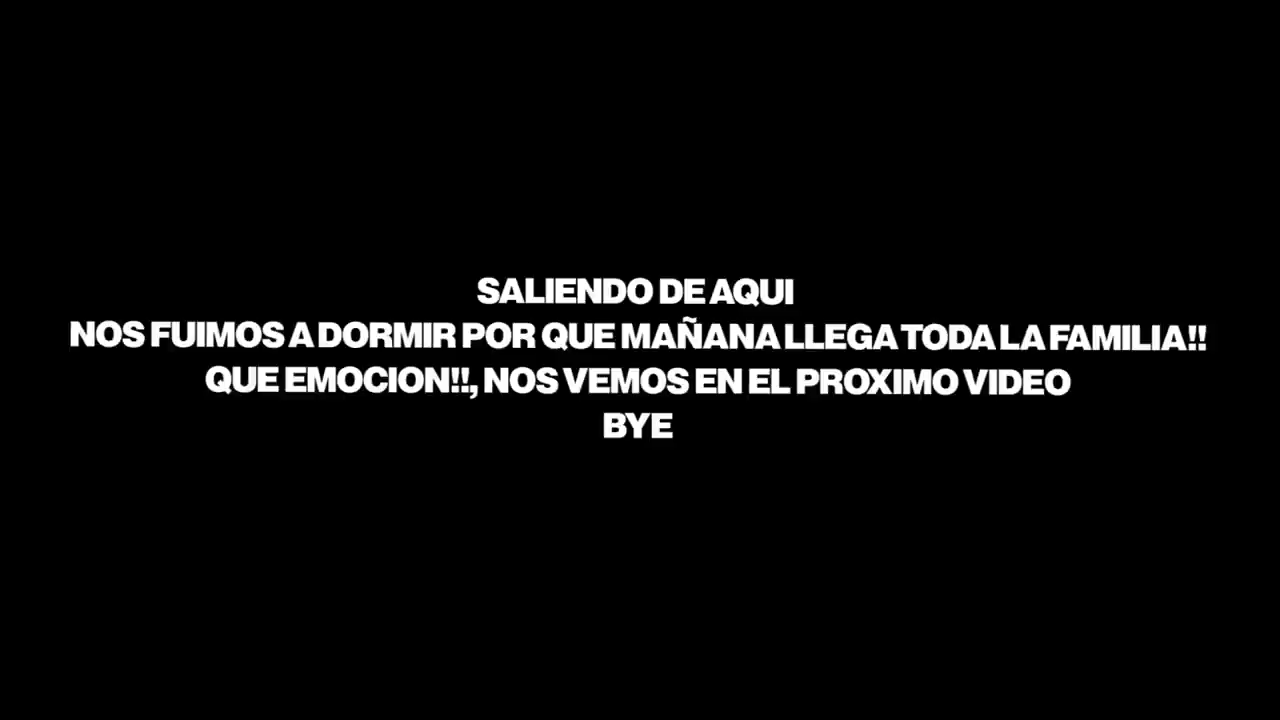 SALIENDO DE AQUI
NOS FUIMOS A DORMIR POR QUE MAÑANA LLEGA TODA LA FAMILIA!!
QUE EMOCION!!, NOS VEMOS EN EL PROXIMO VIDEO
BYE